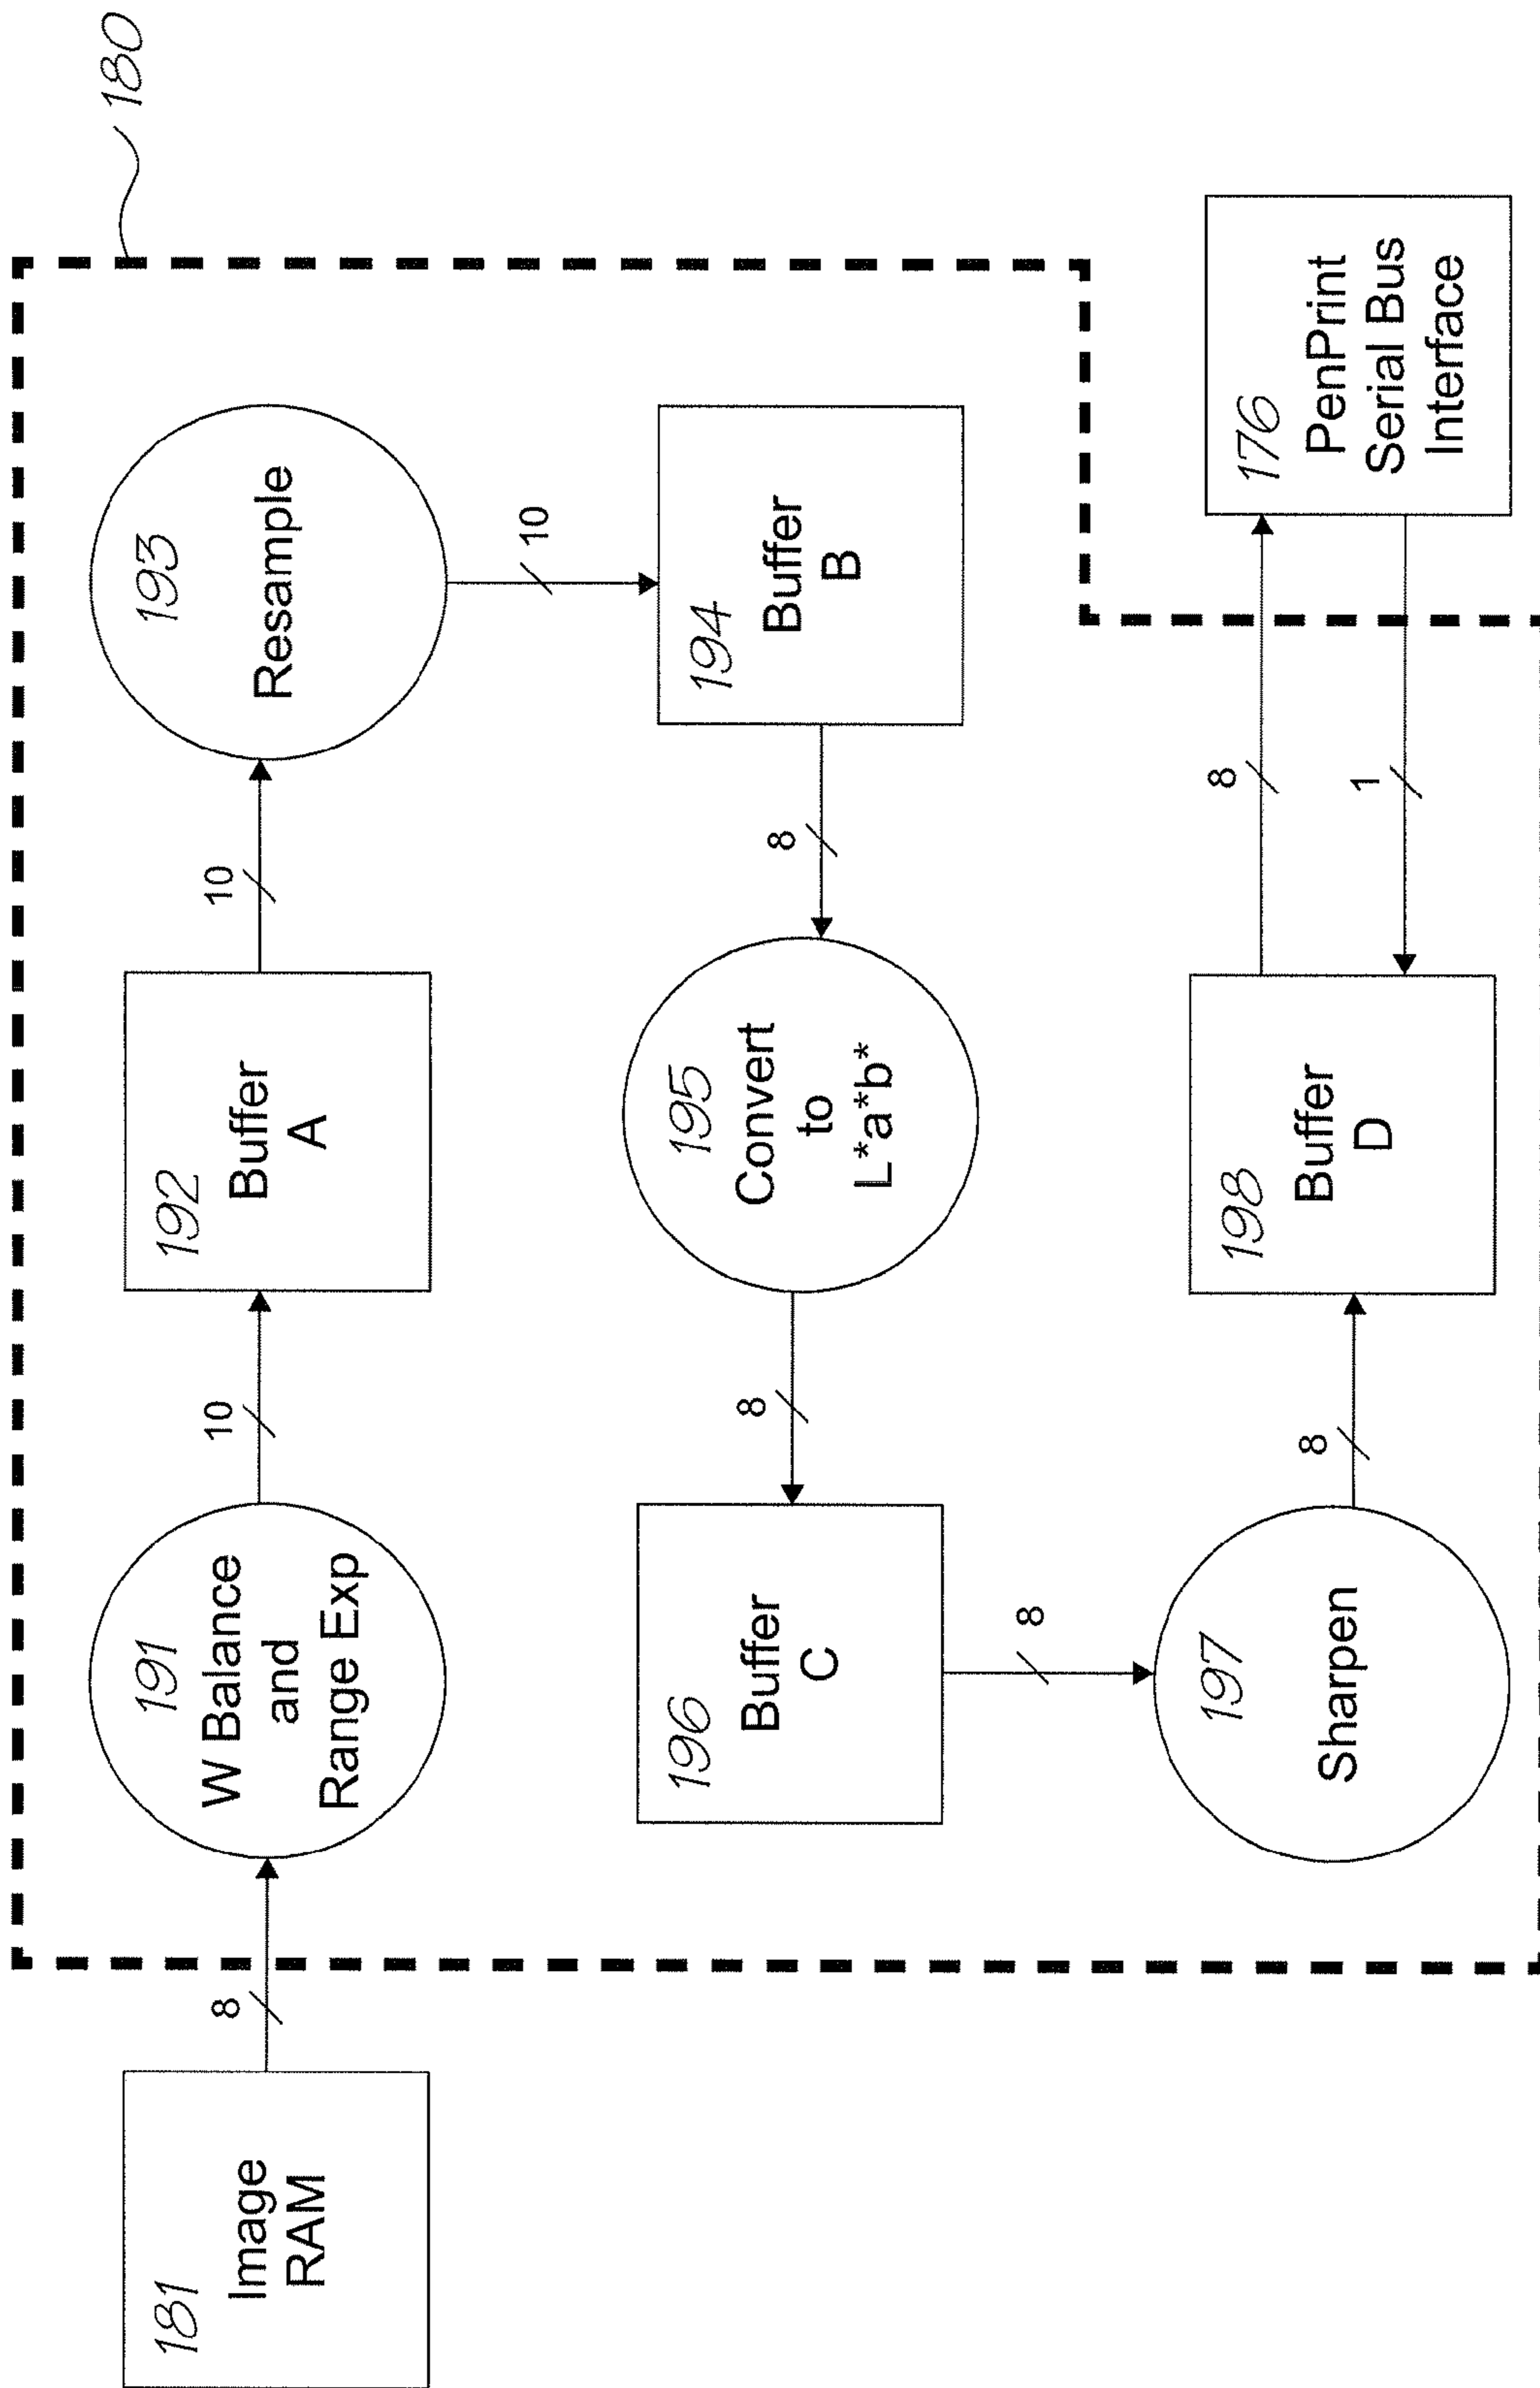 180
181
Image
RAM
8
191
W Balance
and
Range Exp
10
192
Buffer
A
10
193
Resample
10
194
Buffer
B
8
195
Convert
to
L*a*b*
8
196
Buffer
C
8
197
Sharpen
8
198
Buffer
D
8
1
176
PenPrint
Serial Bus
Interface